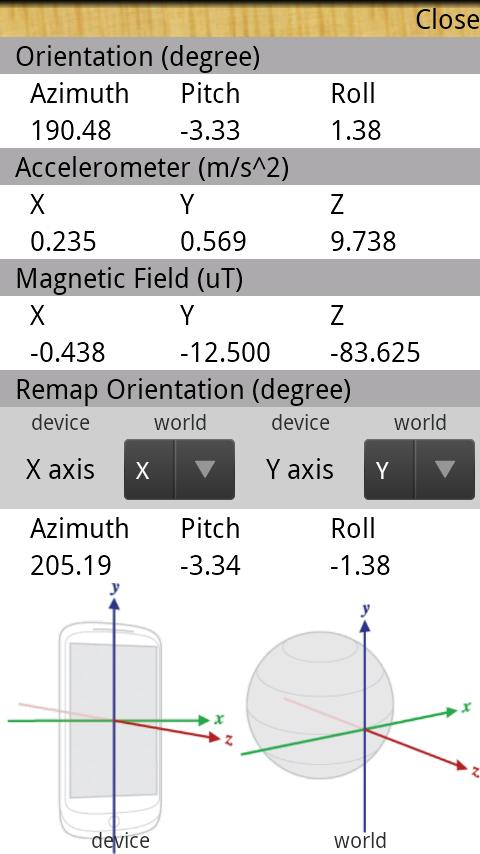 Close
Orientation (degree)
Azimuth Pitch Roll
190.48 -3.33 1.38
Accelerometer (m/s^2)
X Y Z
0.235 0.569 9.738
Magnetic Field (uT)
X Y Z
-0.438 -12.500 -83.625
Remap Orientation (degree)
device world device world
X axis X Y axis Y
Azimuth Pitch Roll
205.19 -3.34 -1.38
y y
x x
z z
device world